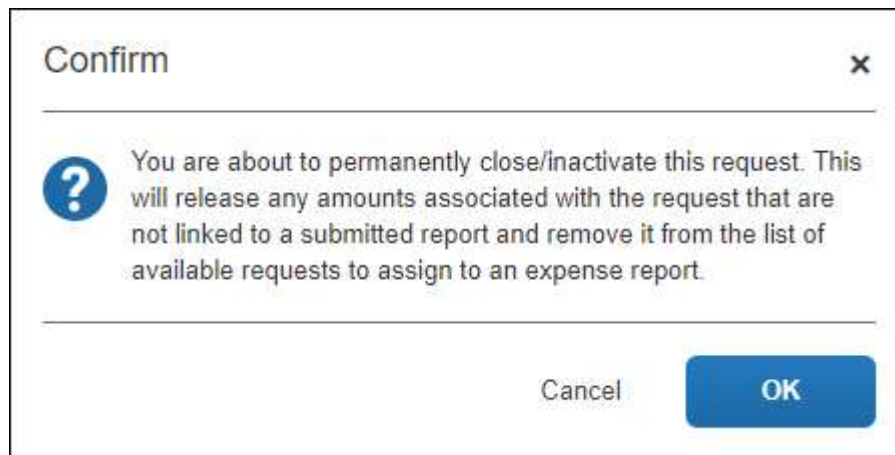 Confirm
You are about to permanently close/inactivate this request. This
will release any amounts associated with the request that are
not linked to a submitted report and remove it from the list of
available requests to assign to an expense report.
Cancel OK